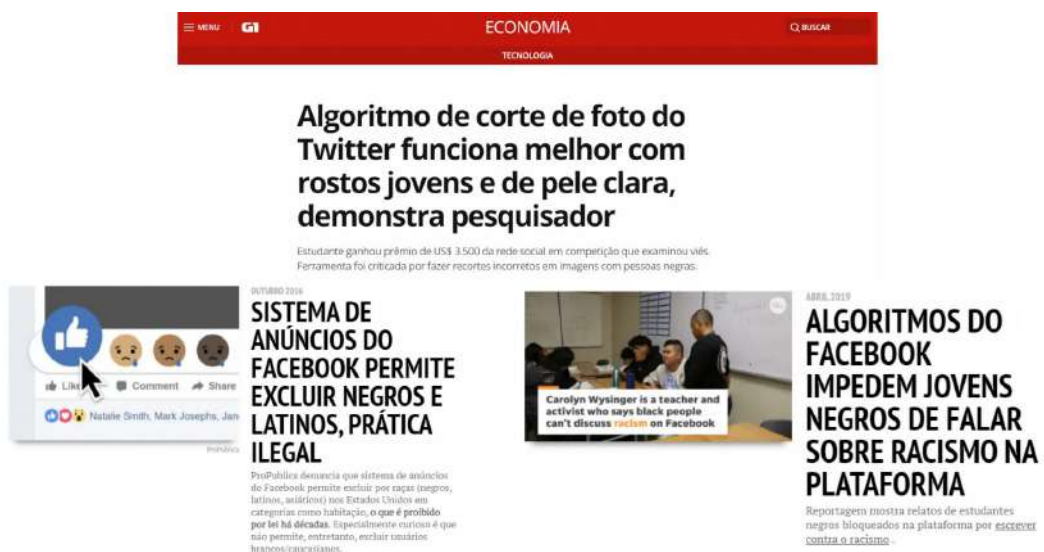 MENU G1 ECONOMIA BUSCAR
TECNOLOGIA
Algoritmo de corte de foto do
Twitter funciona melhor com
rostos jovens e de pele clara,
demonstra pesquisador
Estudante ganhou prêmio de US$ 3.500 da rede social em competição que examinou viés.
Ferramenta foi criticada por fazer recortes incorretos em imagens com pessoas negras.
OUTUBRO 2016
SISTEMA DE
ANÚNCIOS DO
FACEBOOK PERMITE
EXCLUIR NEGROS E
LATINOS, PRÁTICA
ILEGAL
ProPublica denuncia que sistema de anúncios
do Facebook permite excluir por raças (negros,
latinos, asiáticos) nos Estados Unidos em
categorias como habitação, o que é proibido
por lei há décadas. Especialmente curioso é que
não permite, entretanto, excluir usuários
brancos/caucasianos.
Like Comment Share
Natalie Smith, Mark Josephs, Jan
ProPublica
Carolyn Wysinger is a teacher and
activist who says black people
can't discuss racism on Facebook
ABRIL 2019
ALGORITMOS DO
FACEBOOK
IMPEDEM JOVENS
NEGROS DE FALAR
SOBRE RACISMO NA
PLATAFORMA
Reportagem mostra relatos de estudantes
negros bloqueados na plataforma por escrever
contra o racismo .